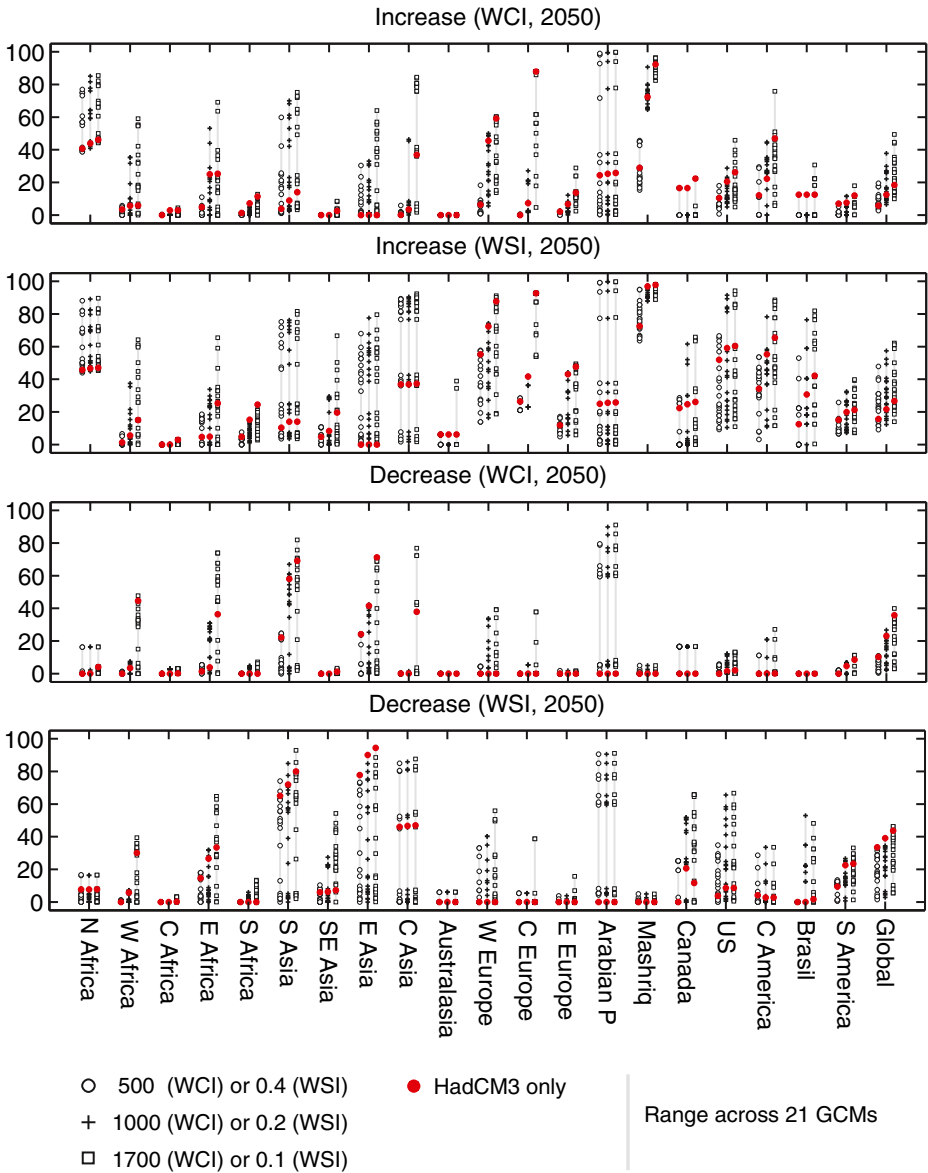 Increase (WCI, 2050)
100
80
60
40
20
0
Increase (WSI, 2050)
100
80
60
40
20
0
Decrease (WCI, 2050)
100
80
60
40
20
0
Decrease (WSI, 2050)
100
80
60
40
20
0
N Africa
W Africa
C Africa
E Africa
S Africa
S Asia
SE Asia
E Asia
C Asia
Australasia
W Europe
C Europe
E Europe
Arabian P
Mashriq
Canada
US
C America
Brasil
S America
Global
500 (WCI) or 0.4 (WSI)
1000 (WCI) or 0.2 (WSI)
1700 (WCI) or 0.1 (WSI)
HadCM3 only
Range across 21 GCMs